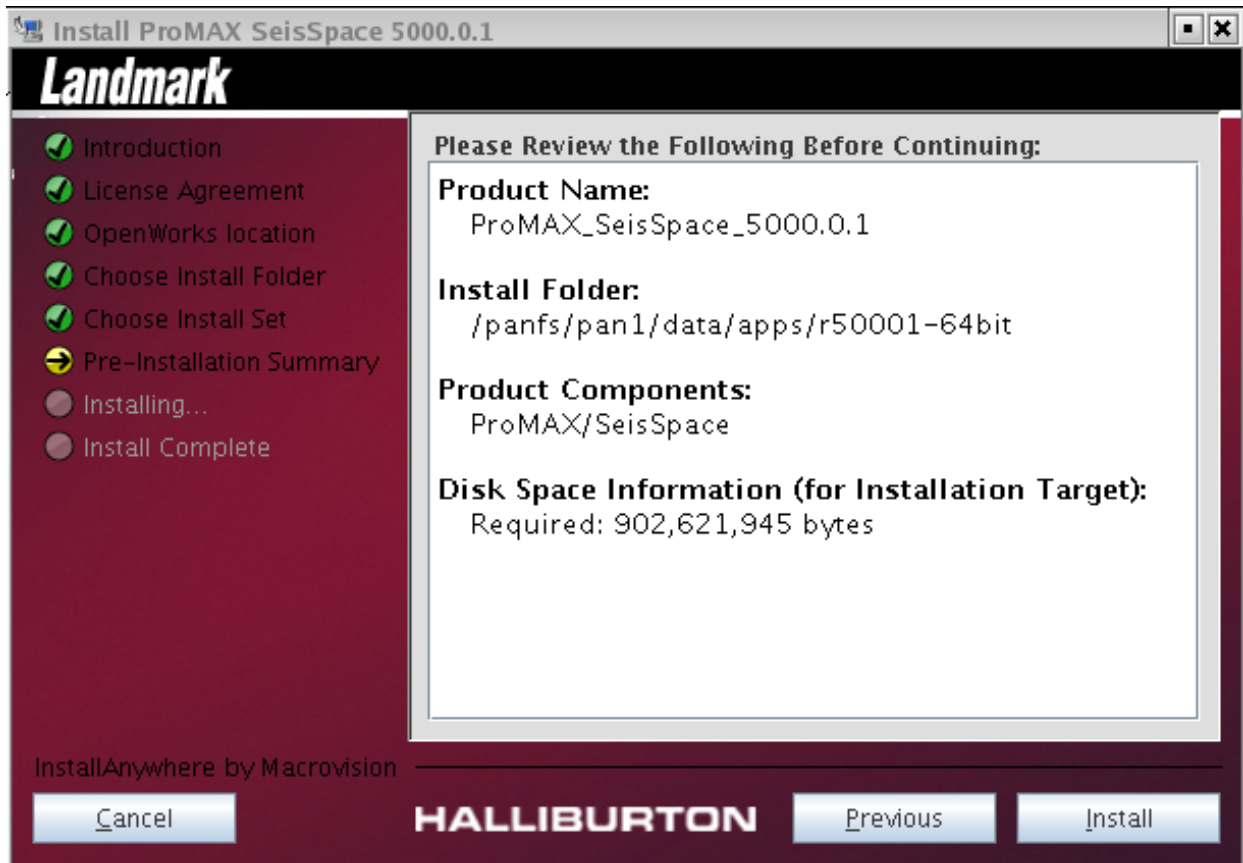 Install ProMAX SeisSpace 5000.0.1
Landmark
Introduction
License Agreement
OpenWorks location
Choose Install Folder
Choose Install Set
Pre-Installation Summary
Installing...
Install Complete
Please Review the Following Before Continuing:
Product Name:
ProMAX_SeisSpace_5000.0.1
Install Folder:
/panfs/pan1/data/apps/r50001-64bit
Product Components:
ProMAX/SeisSpace
Disk Space Information (for Installation Target):
Required: 902,621,945 bytes
InstallAnywhere by Macrovision
Cancel
HALLIBURTON
Previous
Install